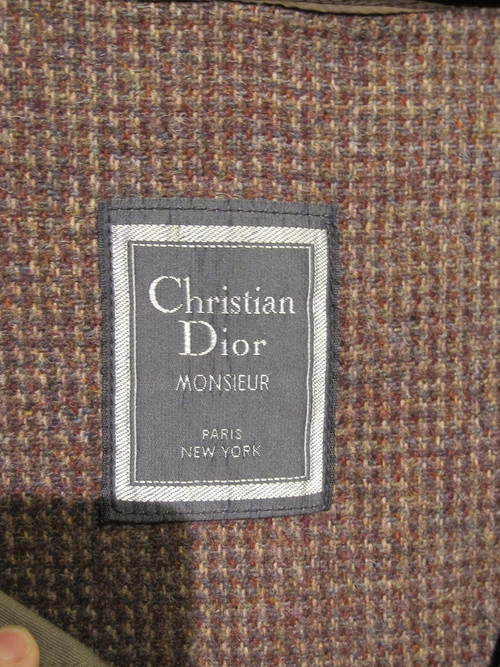 Christian
Dior
MONSIEUR
PARIS
NEW YORK